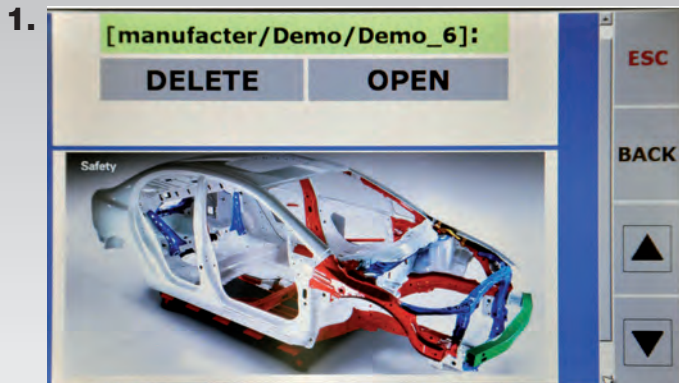 1.
[manufacter/Demo/Demo_6]:
DELETE OPEN
ESC
BACK
Safety